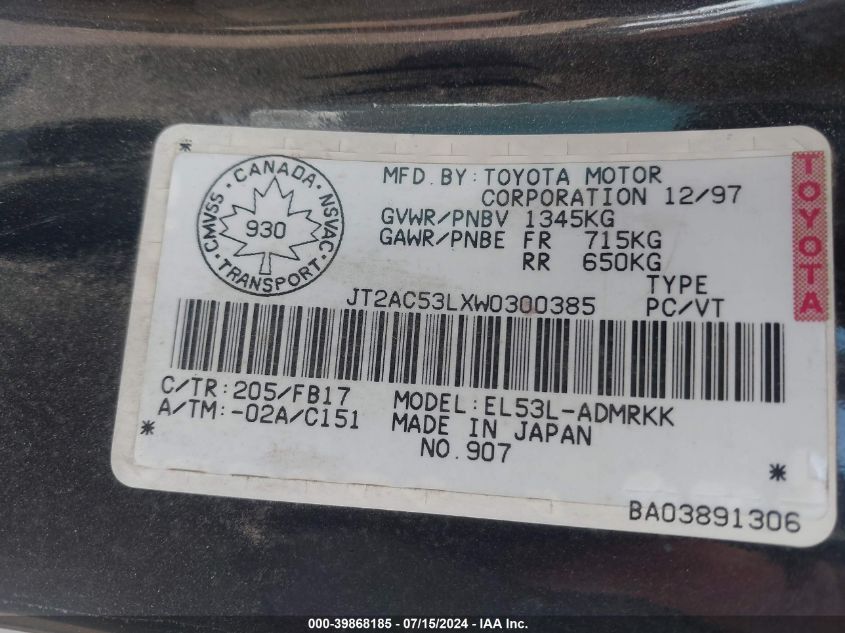 CMVSS · CANADA · NSVAC
930
TRANSPORT
MFD. BY: TOYOTA MOTOR
CORPORATION 12/97
GVWR/PNBV 1345KG
GAWR/PNBE FR 715KG
RR 650KG
TYPE
JT2AC53LXW0300385 PC/VT
TOYOTA
C/TR: 205/FB17 MODEL: EL53L-ADMRKK
A/TM: -02A/C151 MADE IN JAPAN
NO. 907
BA03891306
000-39868185 - 07/15/2024 - IAA Inc.